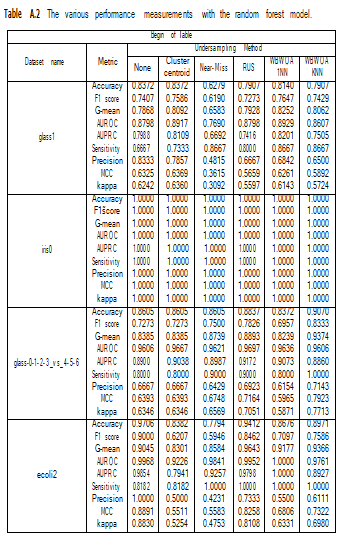 Table A.2 The various performance measurements with the random forest model.
Begin of Table
Undersampling Method
Dataset name Metric None Cluster centroid Near-Miss RUS WBWUA 1NN WBWUA KNN
glass1
Accuracy 0.8372 0.8372 0.6279 0.7907 0.8140 0.7907
F1 score 0.7407 0.7586 0.6190 0.7273 0.7647 0.7429
G-mean 0.7868 0.8092 0.6583 0.7928 0.8252 0.8062
AUROC 0.8798 0.8917 0.7690 0.8798 0.8929 0.8607
AUPRC 0.7988 0.8109 0.6692 0.7416 0.8201 0.7505
Sensitivity 0.6667 0.7333 0.8667 0.8000 0.8667 0.8667
Precision 0.8333 0.7857 0.4815 0.6667 0.6842 0.6500
MCC 0.6325 0.6369 0.3615 0.5659 0.6261 0.5892
kappa 0.6242 0.6360 0.3092 0.5597 0.6143 0.5724
iris0
Accuracy 1.0000 1.0000 1.0000 1.0000 1.0000 1.0000
F1Score 1.0000 1.0000 1.0000 1.0000 1.0000 1.0000
G-mean 1.0000 1.0000 1.0000 1.0000 1.0000 1.0000
AUROC 1.0000 1.0000 1.0000 1.0000 1.0000 1.0000
AUPRC 1.0000 1.0000 1.0000 1.0000 1.0000 1.0000
Sensitivity 1.0000 1.0000 1.0000 1.0000 1.0000 1.0000
Precision 1.0000 1.0000 1.0000 1.0000 1.0000 1.0000
MCC 1.0000 1.0000 1.0000 1.0000 1.0000 1.0000
kappa 1.0000 1.0000 1.0000 1.0000 1.0000 1.0000
glass-0-1-2-3_vs_4-5-6
Accuracy 0.8605 0.8605 0.8605 0.8837 0.8372 0.9070
F1 score 0.7273 0.7273 0.7500 0.7826 0.6957 0.8333
G-mean 0.8385 0.8385 0.8739 0.8893 0.8239 0.9374
AUROC 0.9606 0.9667 0.9621 0.9697 0.9636 0.9606
AUPRC 0.8900 0.9038 0.8987 0.9173 0.9073 0.8860
Sensitivity 0.8000 0.8000 0.9000 0.9000 0.8000 1.0000
Precision 0.6667 0.6667 0.6429 0.6923 0.6154 0.7143
MCC 0.6393 0.6393 0.6748 0.7164 0.5965 0.7923
kappa 0.6346 0.6346 0.6569 0.7051 0.5871 0.7713
ecoli2
Accuracy 0.9706 0.8382 0.7794 0.9412 0.8676 0.8971
F1 score 0.9000 0.6207 0.5946 0.8462 0.7097 0.7586
G-mean 0.9045 0.8301 0.8584 0.9643 0.9177 0.9366
AUROC 0.9968 0.9226 0.9841 0.9952 1.0000 0.9761
AUPRC 0.9854 0.7941 0.9257 0.9798 1.0000 0.8927
Sensitivity 0.8182 0.8182 1.0000 1.0000 1.0000 1.0000
Precision 1.0000 0.5000 0.4231 0.7333 0.5500 0.6111
MCC 0.8891 0.5511 0.5583 0.8258 0.6806 0.7322
kappa 0.8830 0.5254 0.4753 0.8108 0.6331 0.6980